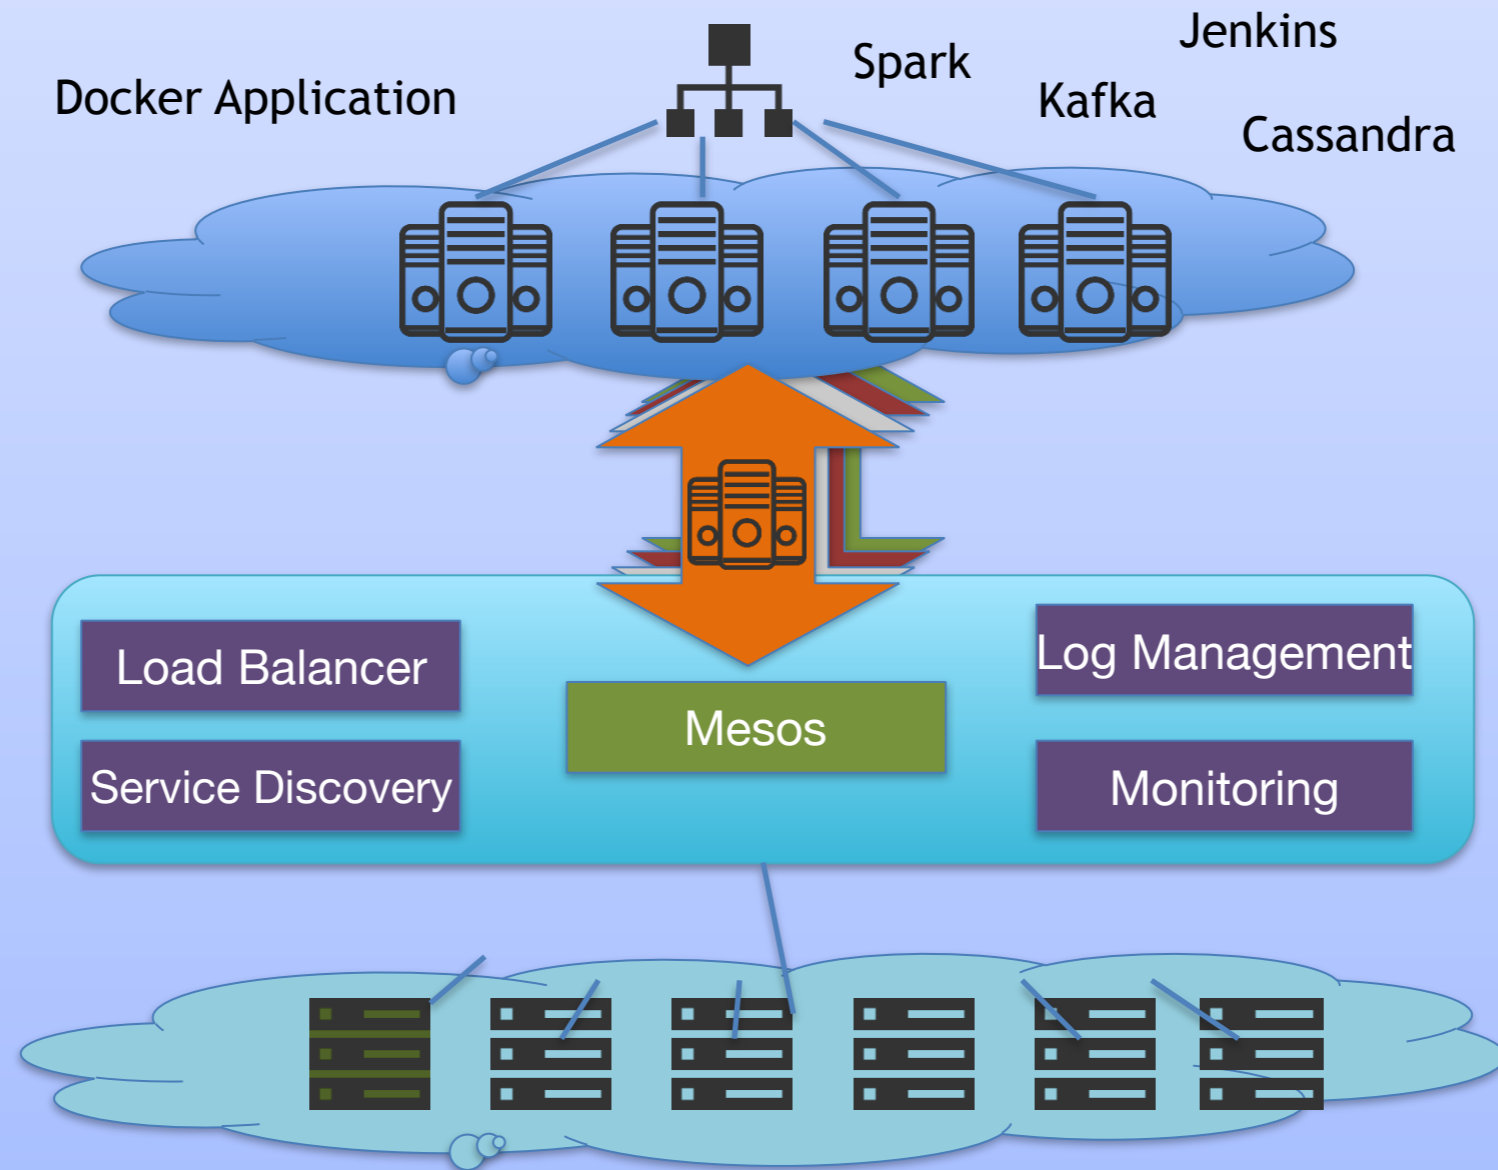 Jenkins
Spark
Docker Application
Kafka
Cassandra
Load Balancer
Log Management
Mesos
Service Discovery
Monitoring